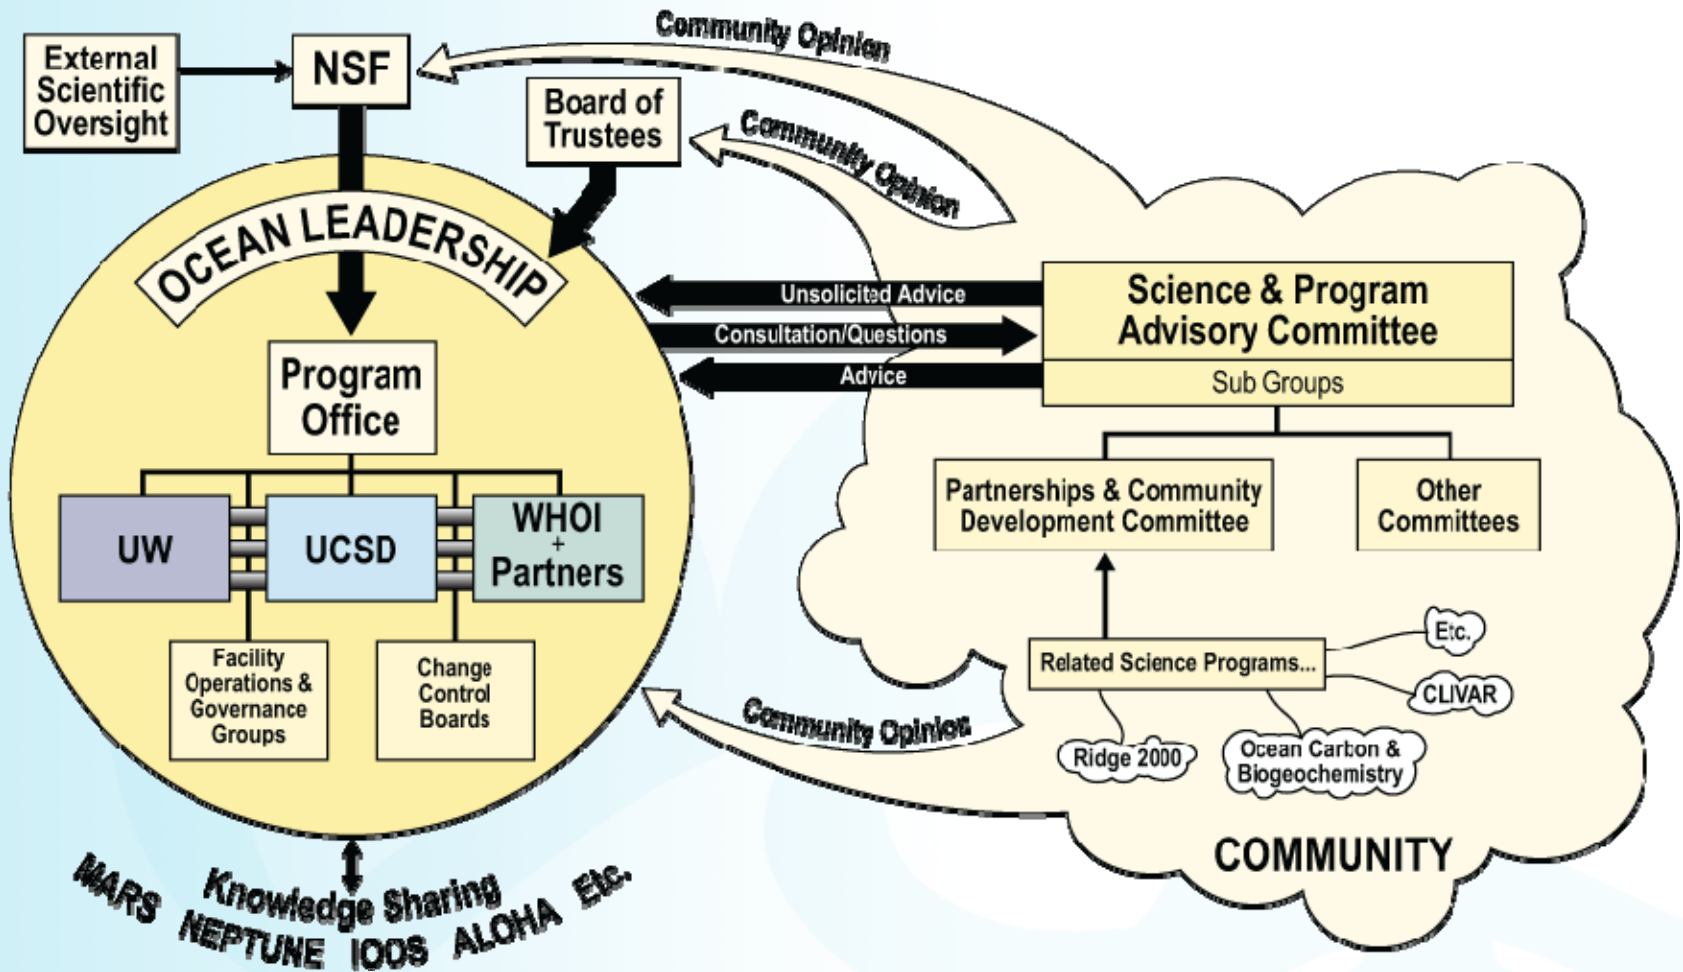 External
Scientific
Oversight
NSF
Board of
Trustees
Community Opinion
Community Opinion
OCEAN LEADERSHIP
Program
Office
UW
UCSD
WHOI
+
Partners
Facility
Operations &
Governance
Groups
Change
Control
Boards
Unsolicited Advice
Consultation/Questions
Advice
Science & Program
Advisory Committee
Sub Groups
Partnerships & Community
Development Committee
Other
Committees
Related Science Programs...
Etc.
CLIVAR
Ridge 2000
Ocean Carbon &
Biogeochemistry
Community Opinion
COMMUNITY
Knowledge Sharing
MARS NEPTUNE IOOS ALOHA Etc.